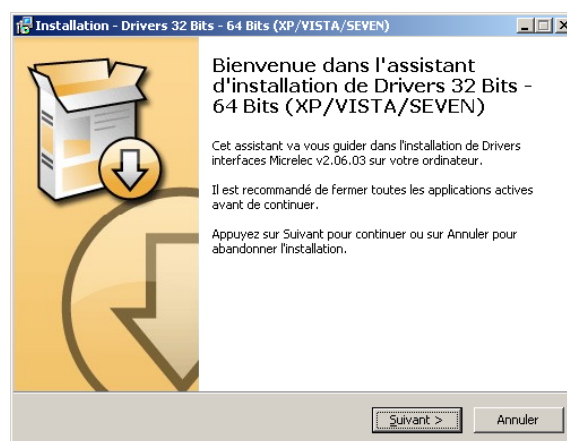 Installation - Drivers 32 Bits - 64 Bits (XP/VISTA/SEVEN)
Bienvenue dans l'assistant
d'installation de Drivers 32 Bits -
64 Bits (XP/VISTA/SEVEN)
Cet assistant va vous guider dans l'installation de Drivers
interfaces Micrelec v2.06.03 sur votre ordinateur.
Il est recommandé de fermer toutes les applications actives
avant de continuer.
Appuyez sur Suivant pour continuer ou sur Annuler pour
abandonner l'installation.
Suivant >
Annuler